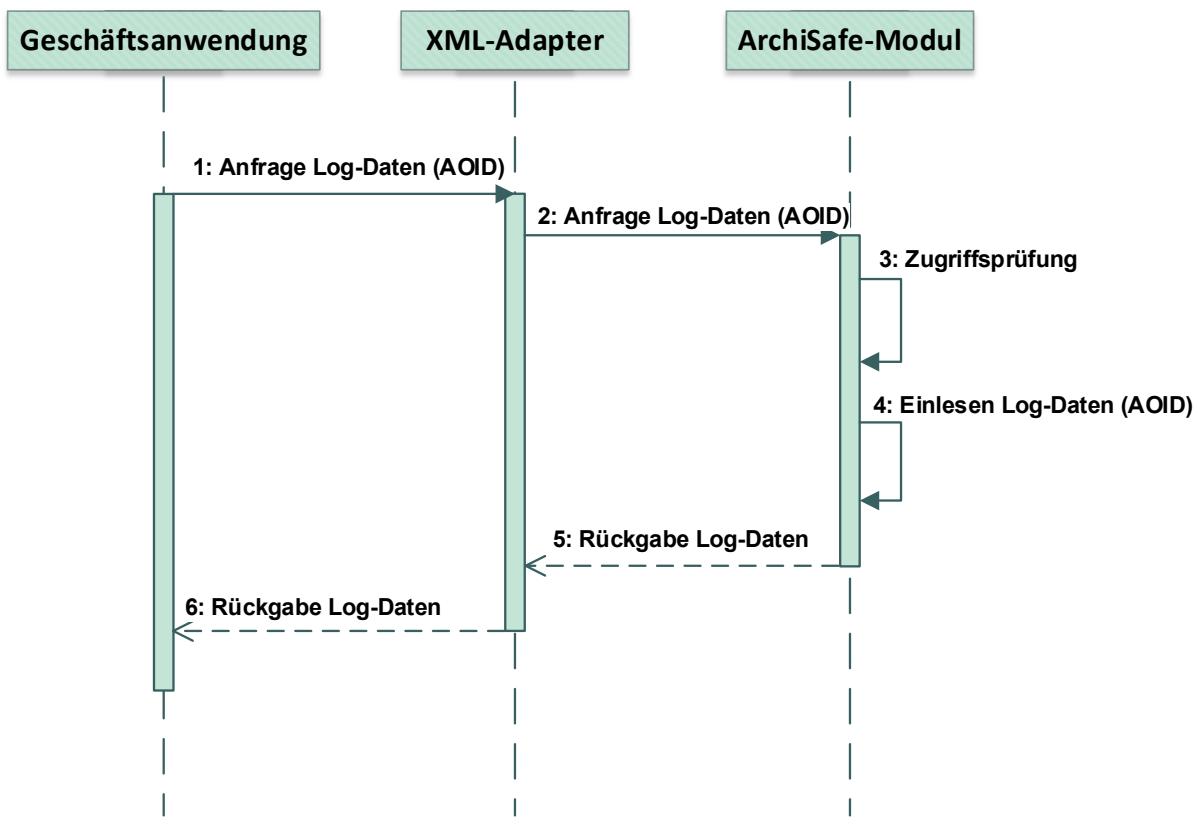 Geschäftsanwendung
XML-Adapter
ArchiSafe-Modul
1: Anfrage Log-Daten (AOID)
2: Anfrage Log-Daten (AOID)
3: Zugriffsprüfung
4: Einlesen Log-Daten (AOID)
5: Rückgabe Log-Daten
6: Rückgabe Log-Daten